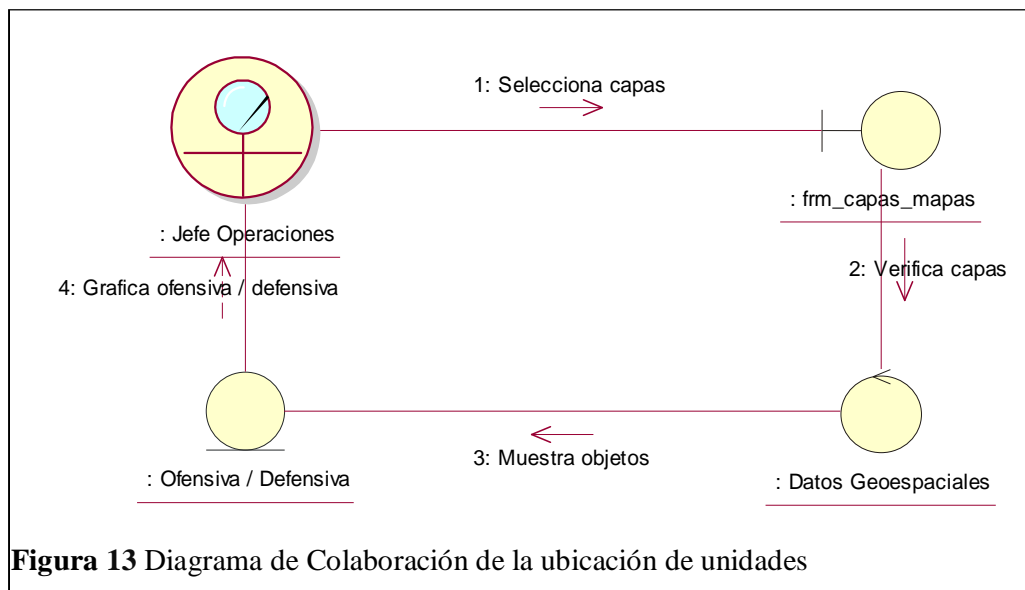 1: Selecciona capas
: frm_capas_mapas
: Jefe Operaciones
2: Verifica capas
4: Grafica ofensiva / defensiva
3: Muestra objetos
: Ofensiva / Defensiva
: Datos Geoespaciales
Figura 13 Diagrama de Colaboración de la ubicación de unidades